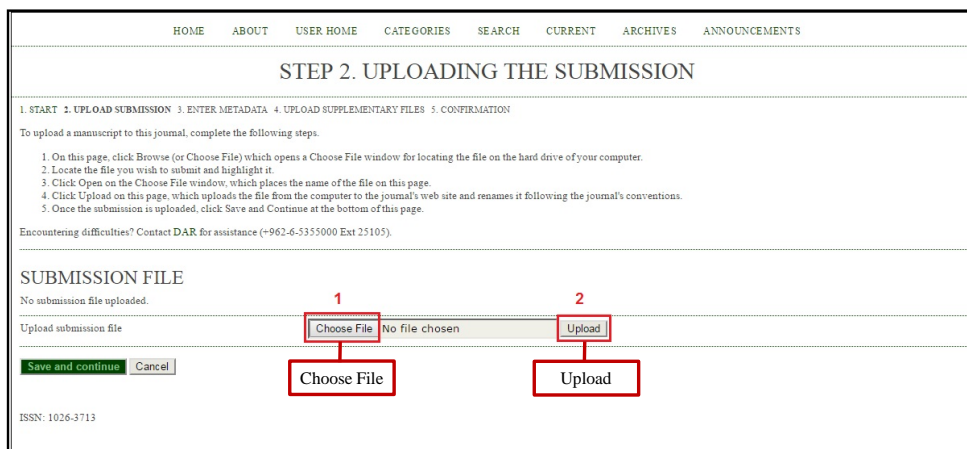 HOME ABOUT USER HOME CATEGORIES SEARCH CURRENT ARCHIVES ANNOUNCEMENTS
STEP 2. UPLOADING THE SUBMISSION
1. START 2. UPLOAD SUBMISSION 3. ENTER METADATA 4. UPLOAD SUPPLEMENTARY FILES 5. CONFIRMATION
To upload a manuscript to this journal, complete the following steps.
1. On this page, click Browse (or Choose File) which opens a Choose File window for locating the file on the hard drive of your computer.
2. Locate the file you wish to submit and highlight it.
3. Click Open on the Choose File window, which places the name of the file on this page.
4. Click Upload on this page, which uploads the file from the computer to the journal's web site and renames it following the journal's conventions.
5. Once the submission is uploaded, click Save and Continue at the bottom of this page.
Encountering difficulties? Contact DAR for assistance (+962-6-5355000 Ext 25105).
SUBMISSION FILE
No submission file uploaded.
1 2
Upload submission file Choose File No file chosen Upload
Save and continue Cancel
Choose File Upload
ISSN: 1026-3713